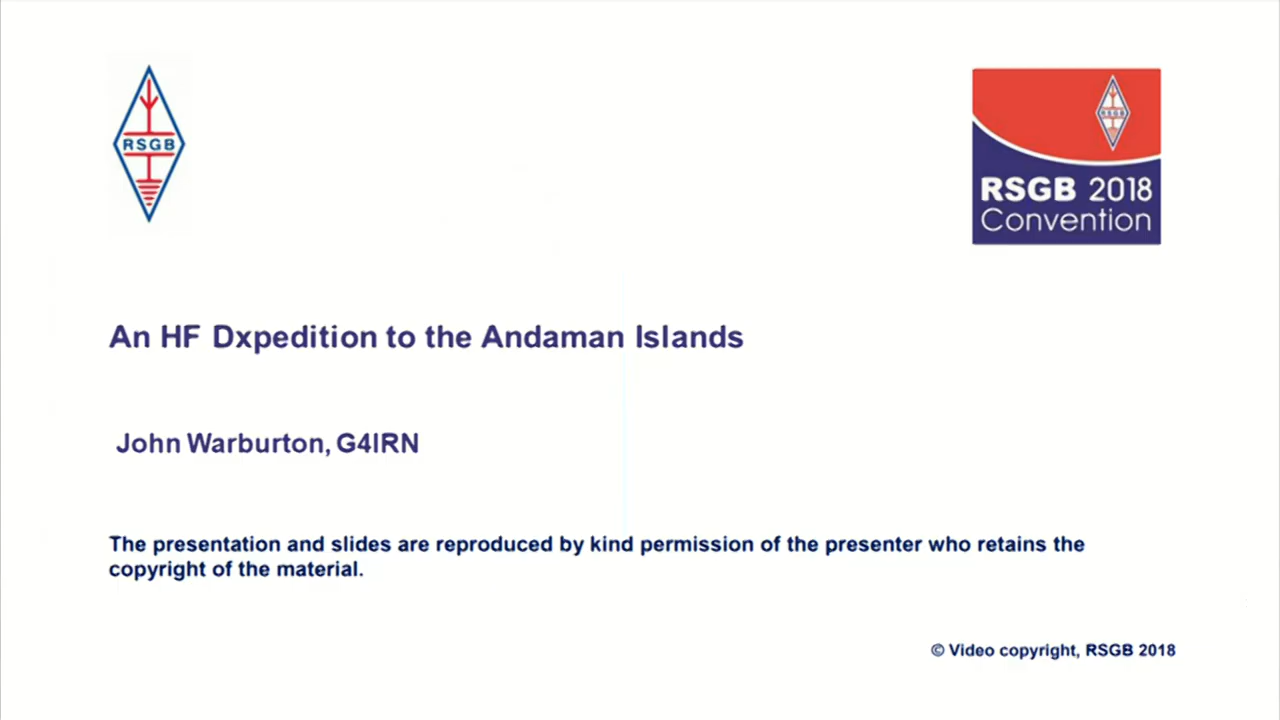 RSGB
RSGB
RSGB 2018
Convention
An HF Dxpedition to the Andaman Islands
John Warburton, G4IRN
The presentation and slides are reproduced by kind permission of the presenter who retains the
copyright of the material.
© Video copyright, RSGB 2018